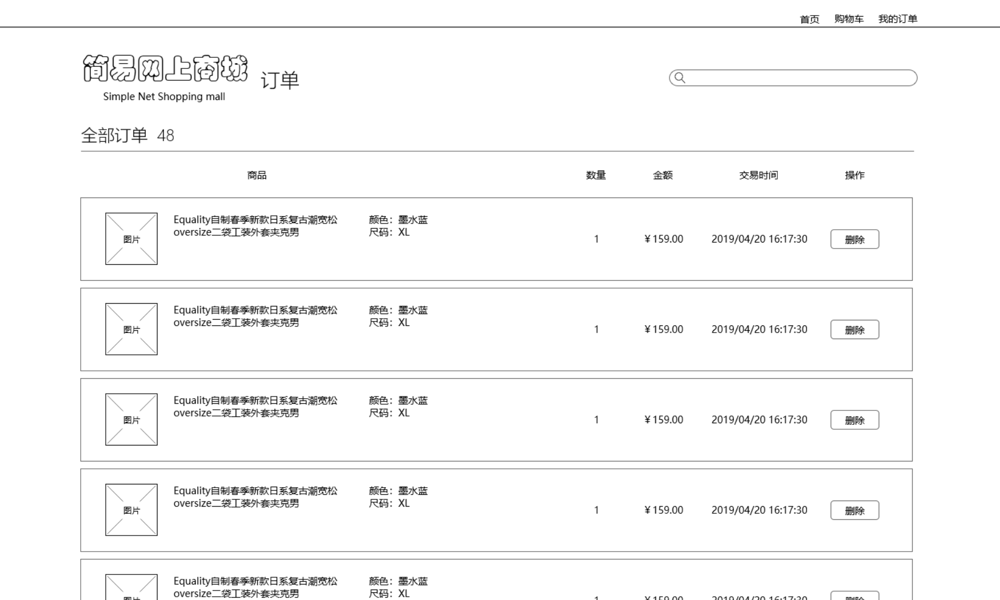 首页 购物车 我的订单
简易网上商城
订单
Simple Net Shopping mall
全部订单 48
商品 数量 金额 交易时间 操作
图片
Equality自制春季新款日系复古潮宽松
oversize二袋工装外套夹克男
颜色：墨水蓝
尺码：XL
1 ¥159.00 2019/04/20 16:17:30 删除
图片
Equality自制春季新款日系复古潮宽松
oversize二袋工装外套夹克男
颜色：墨水蓝
尺码：XL
1 ¥159.00 2019/04/20 16:17:30 删除
图片
Equality自制春季新款日系复古潮宽松
oversize二袋工装外套夹克男
颜色：墨水蓝
尺码：XL
1 ¥159.00 2019/04/20 16:17:30 删除
图片
Equality自制春季新款日系复古潮宽松
oversize二袋工装外套夹克男
颜色：墨水蓝
尺码：XL
1 ¥159.00 2019/04/20 16:17:30 删除
Equality自制春季新款日系复古潮宽松
oversize二袋工装外套夹克男
颜色：墨水蓝
尺码：XL